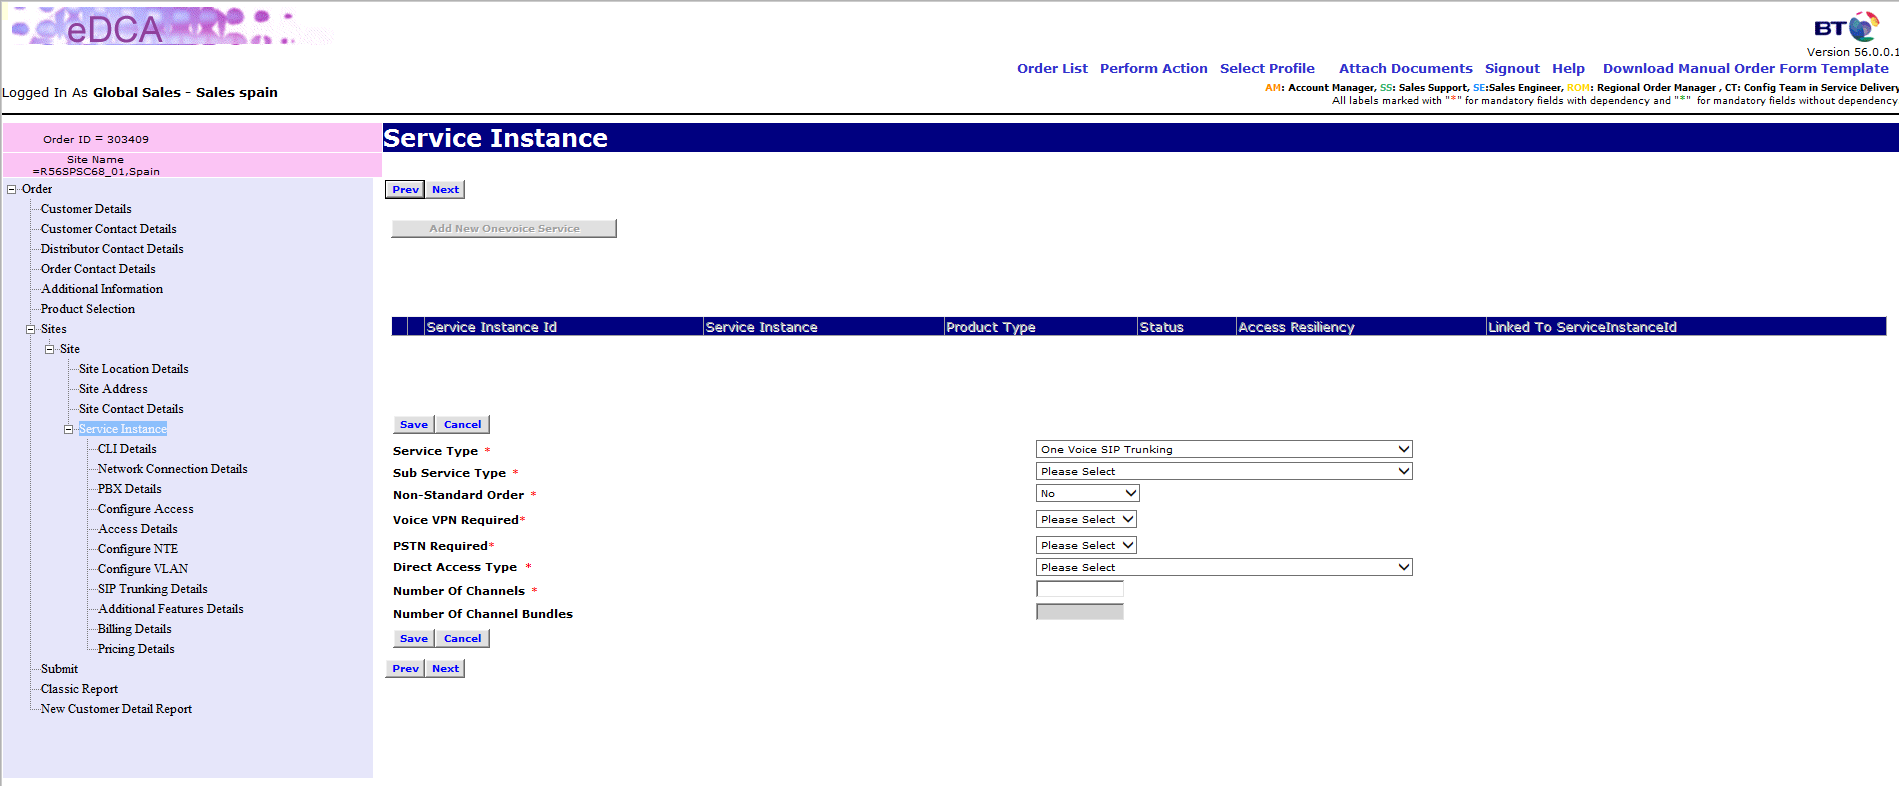 eDCA
BT
Version 56.0.0.1
Order List Perform Action Select Profile Attach Documents Signout Help Download Manual Order Form Template
Logged In As Global Sales - Sales spain
AM: Account Manager, SS: Sales Support, SE:Sales Engineer, ROM: Regional Order Manager , CT: Config Team in Service Delivery
All labels marked with "*" for mandatory fields with dependency and "*" for mandatory fields without dependency
Order ID = 303409
Site Name
=R56SPSC68_01,Spain
Order
Customer Details
Customer Contact Details
Distributor Contact Details
Order Contact Details
Additional Information
Product Selection
Sites
Site
Site Location Details
Site Address
Site Contact Details
Service Instance
CLI Details
Network Connection Details
PBX Details
Configure Access
Access Details
Configure NTE
Configure VLAN
SIP Trunking Details
Additional Features Details
Billing Details
Pricing Details
Submit
Classic Report
New Customer Detail Report
Service Instance
Prev Next
Add New Onevoice Service
Service Instance Id Service Instance Product Type Status Access Resiliency Linked To ServiceInstanceId
Save Cancel
Service Type * One Voice SIP Trunking
Sub Service Type * Please Select
Non-Standard Order * No
Voice VPN Required* Please Select
PSTN Required* Please Select
Direct Access Type * Please Select
Number Of Channels *
Number Of Channel Bundles
Save Cancel
Prev Next